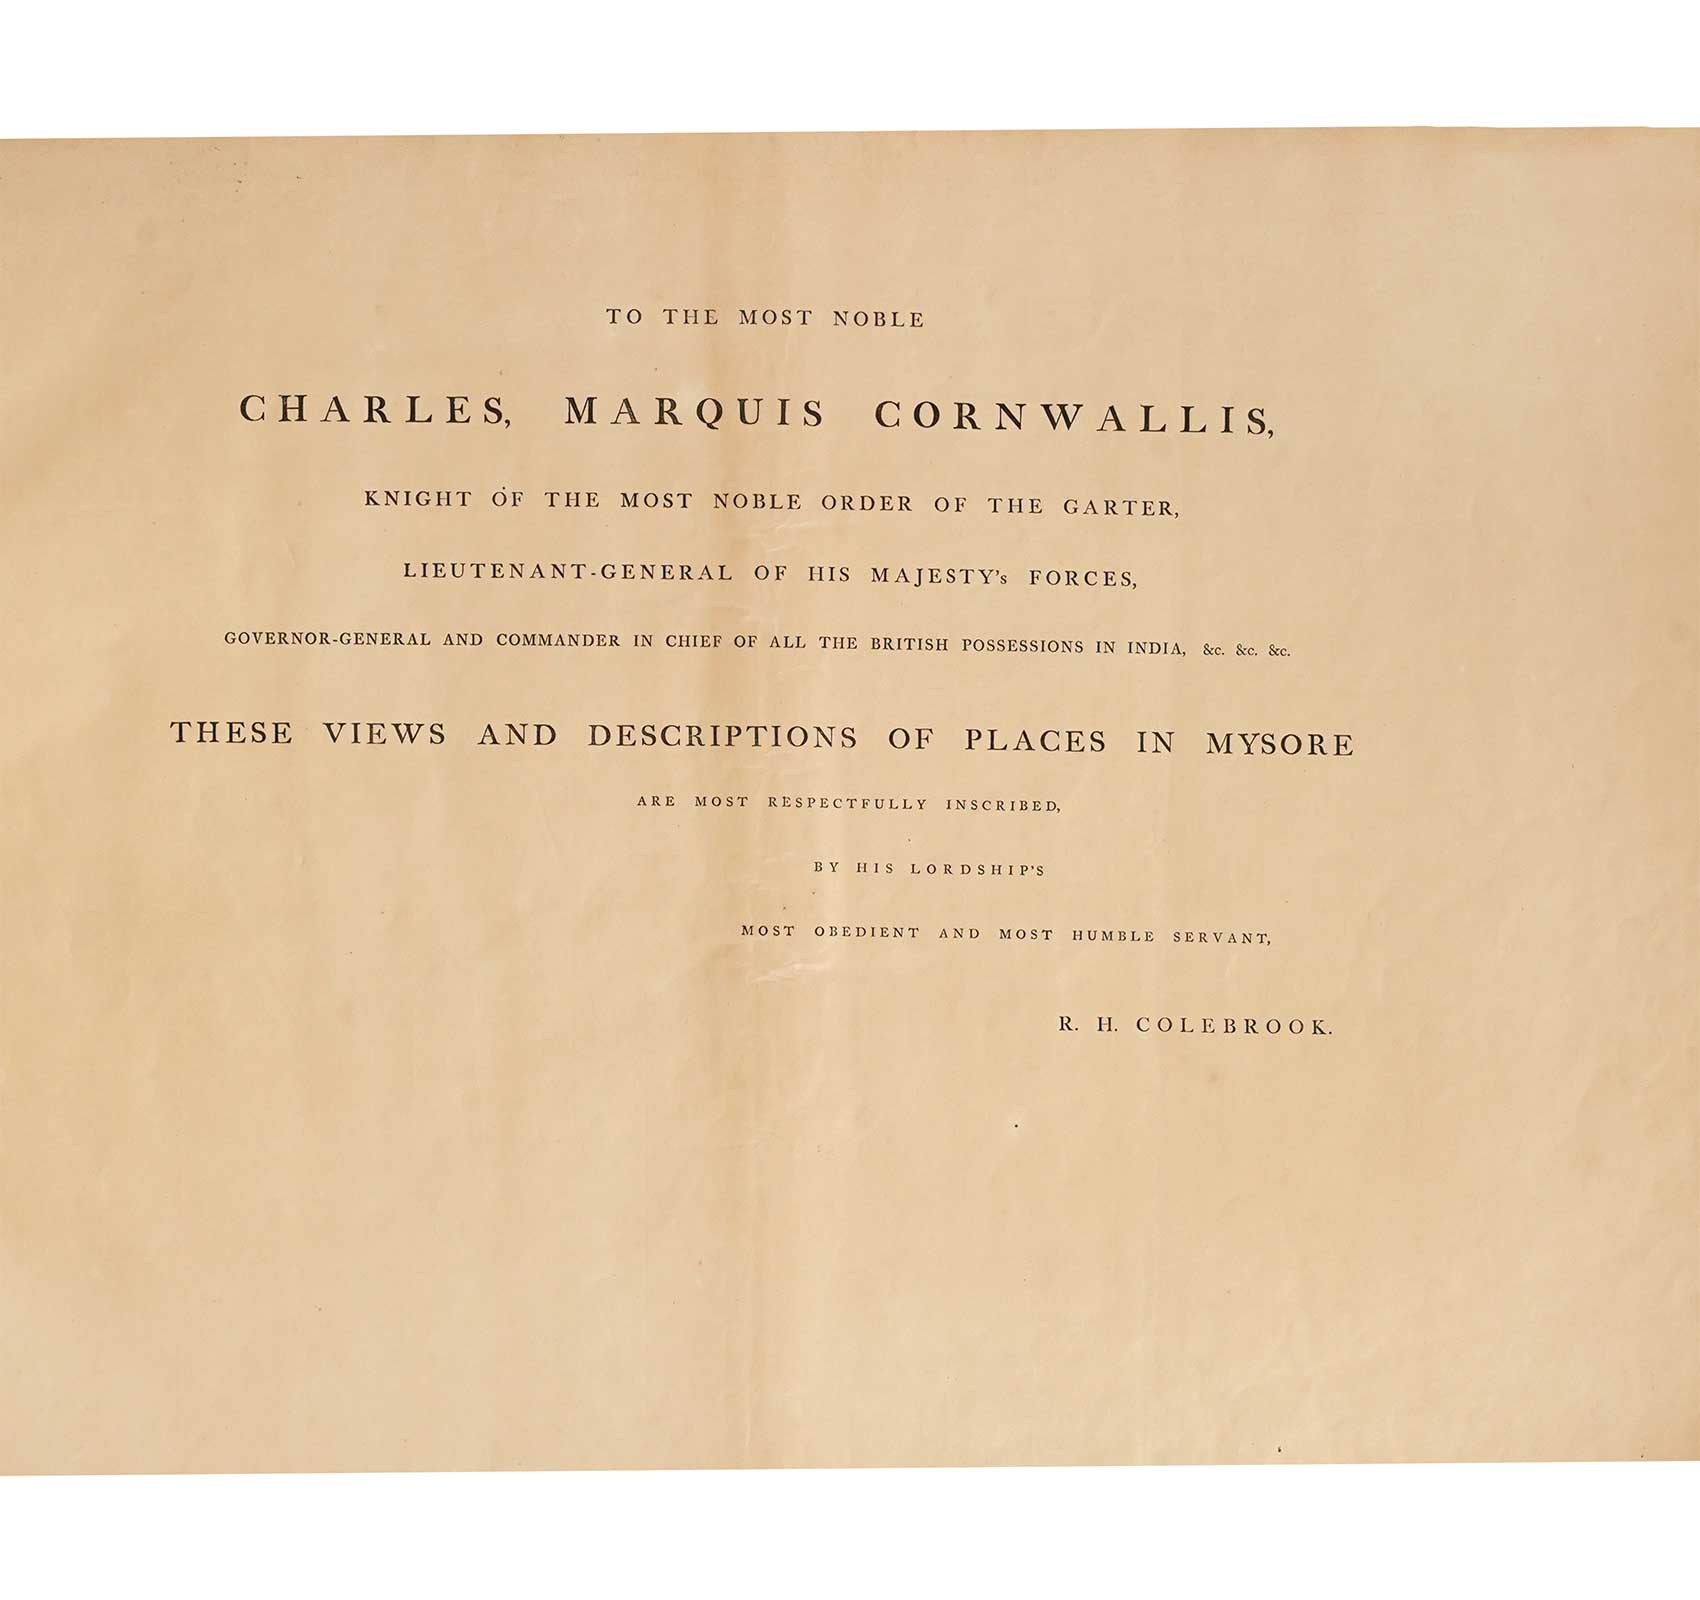 TO THE MOST NOBLE
CHARLES, MARQUIS CORNWALLIS,
KNIGHT OF THE MOST NOBLE ORDER OF THE GARTER,
LIEUTENANT-GENERAL OF HIS MAJESTY's FORCES,
GOVERNOR-GENERAL AND COMMANDER IN CHIEF OF ALL THE BRITISH POSSESSIONS IN INDIA, &c. &c. &c.
THESE VIEWS AND DESCRIPTIONS OF PLACES IN MYSORE
ARE MOST RESPECTFULLY INSCRIBED,
BY HIS LORDSHIP'S
MOST OBEDIENT AND MOST HUMBLE SERVANT,
R. H. COLEBROOK.